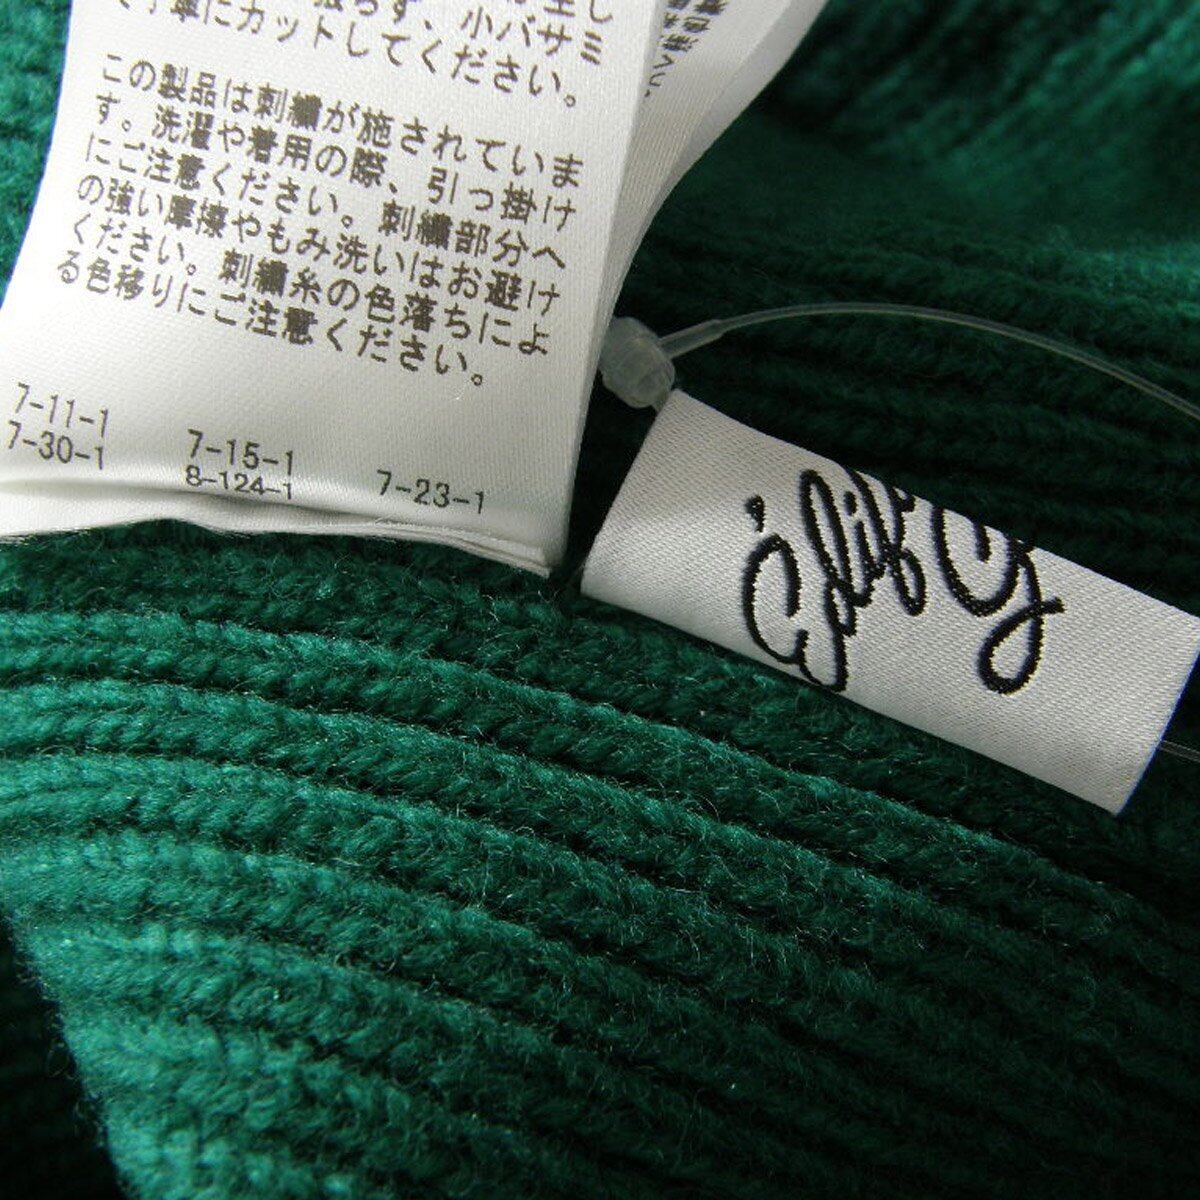 小バサミ
カットしてください。
この製品は刺繍が施されていま
す。洗濯や着用の際、引っ掛け
にご注意ください。刺繍部分へ
の強い摩擦やもみ洗いはお避け
ください。刺繍糸の色落ちによ
る色移りにご注意ください。
7-11-1
7-30-1
7-15-1
8-124-1
7-23-1